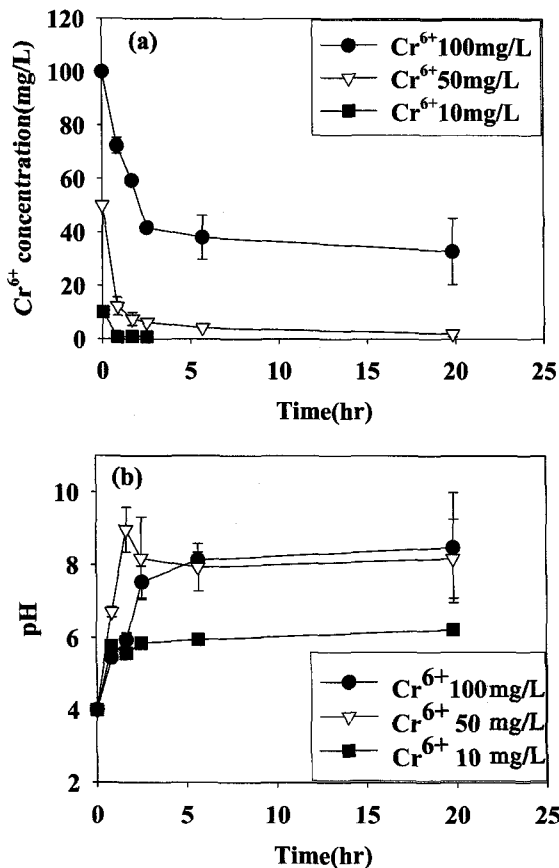 (a)
Cr6+100mg/L
Cr6+50mg/L
Cr6+10mg/L
120
100
80
60
40
20
0
Cr6+ concentration(mg/L)
0 5 10 15 20 25
Time(hr)
(b)
10
8
6
4
2
pH
Cr6+ 100 mg/L
Cr6+ 50 mg/L
Cr6+ 10 mg/L
0 5 10 15 20 25
Time(hr)